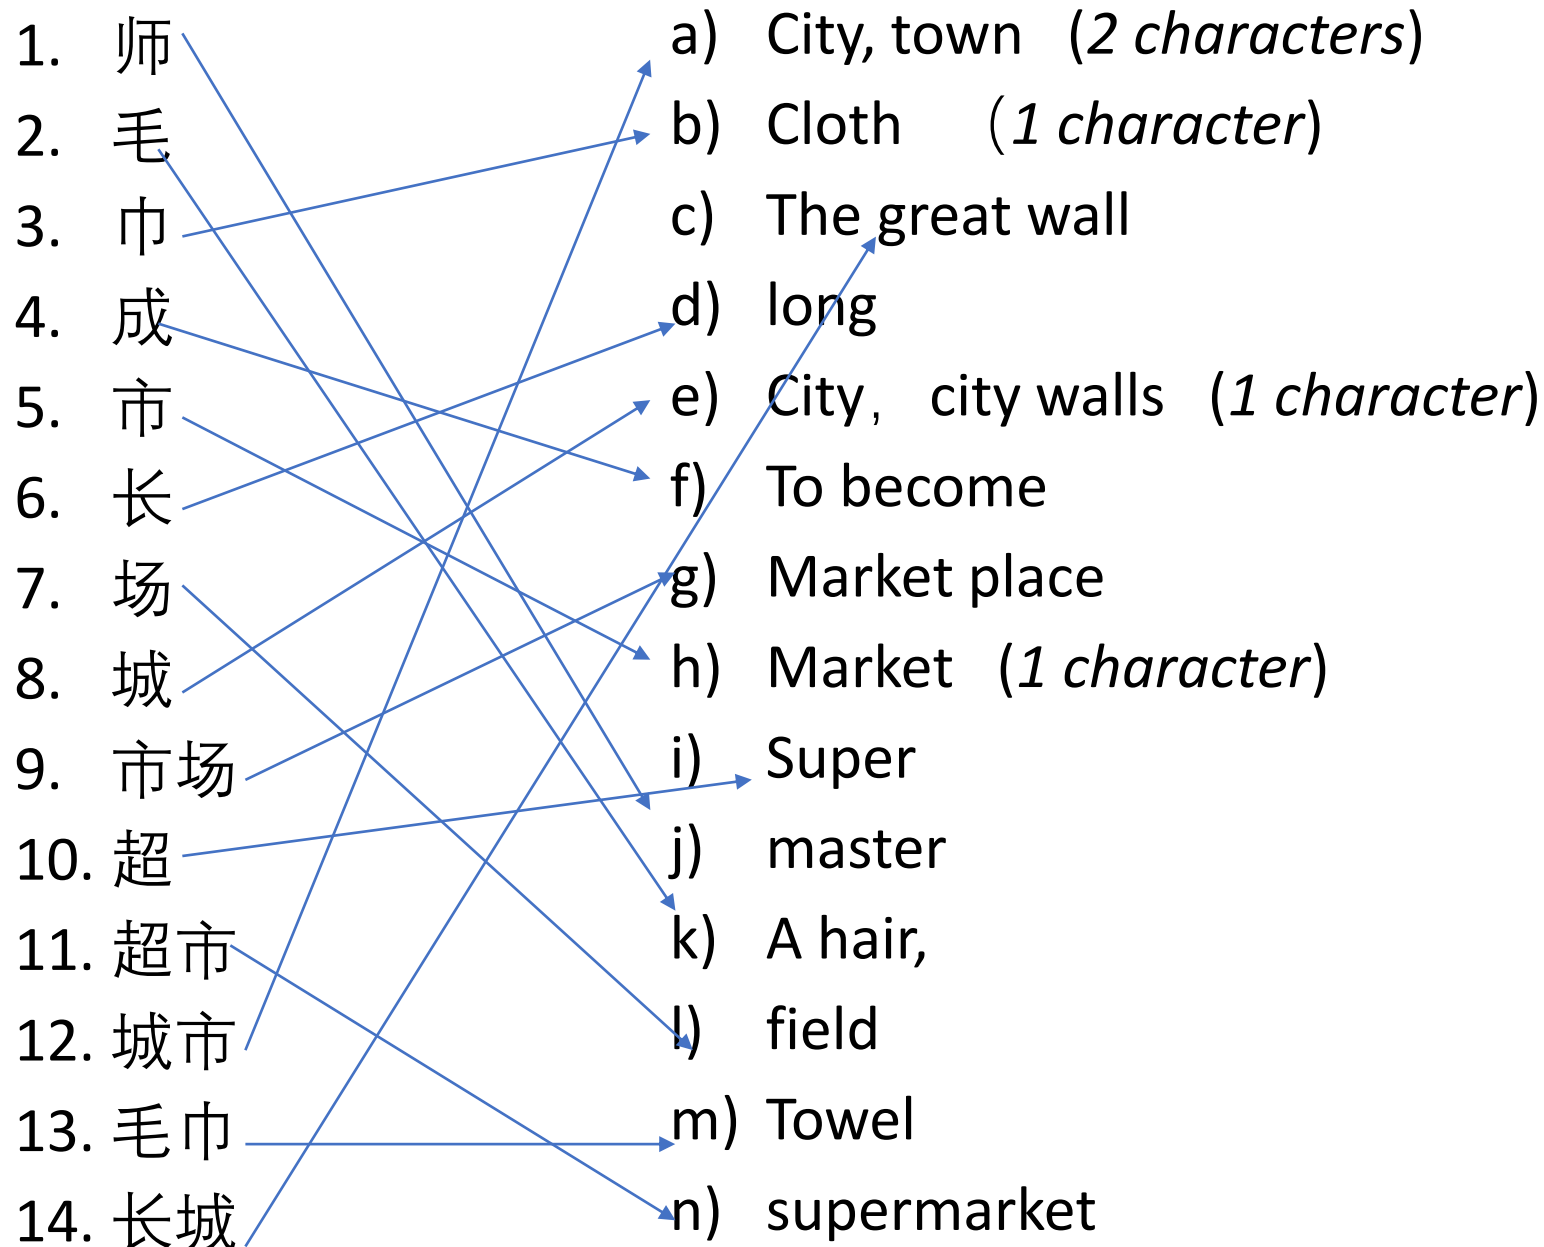 1. 师 a) City, town (2 characters)
2. 毛 b) Cloth （1 character)
3. 巾 c) The great wall
4. 成 d) long
5. 市 e) City， city walls (1 character)
6. 长 f) To become
7. 场 g) Market place
8. 城 h) Market (1 character)
9. 市场 i) Super
10. 超 j) master
11. 超市 k) A hair,
12. 城市 l) field
13. 毛巾 m) Towel
14. 长城 n) supermarket